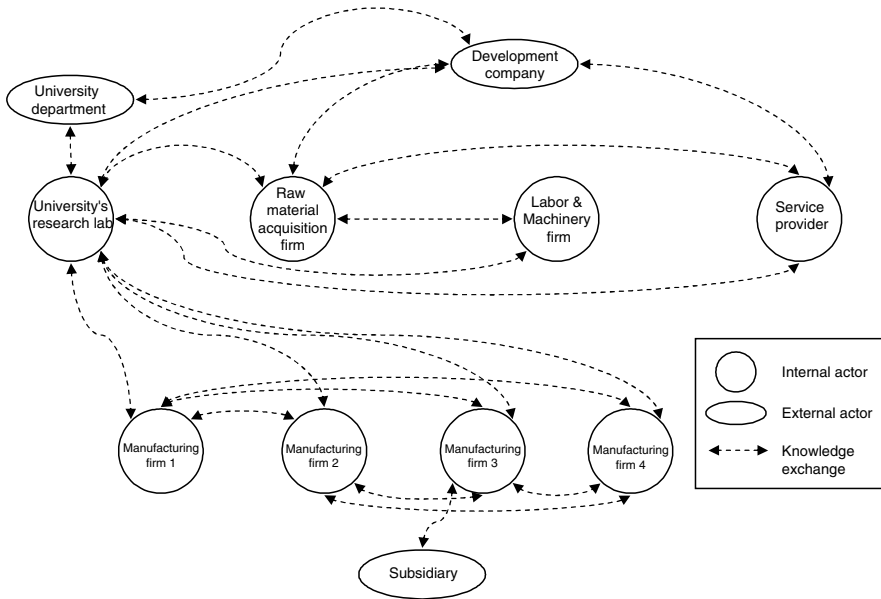 Development
company
University
department
University's
research lab
Raw
material
acquisition
firm
Labor &
Machinery
firm
Service
provider
Manufacturing
firm 1
Manufacturing
firm 2
Manufacturing
firm 3
Manufacturing
firm 4
Subsidiary
Internal actor
External actor
Knowledge
exchange